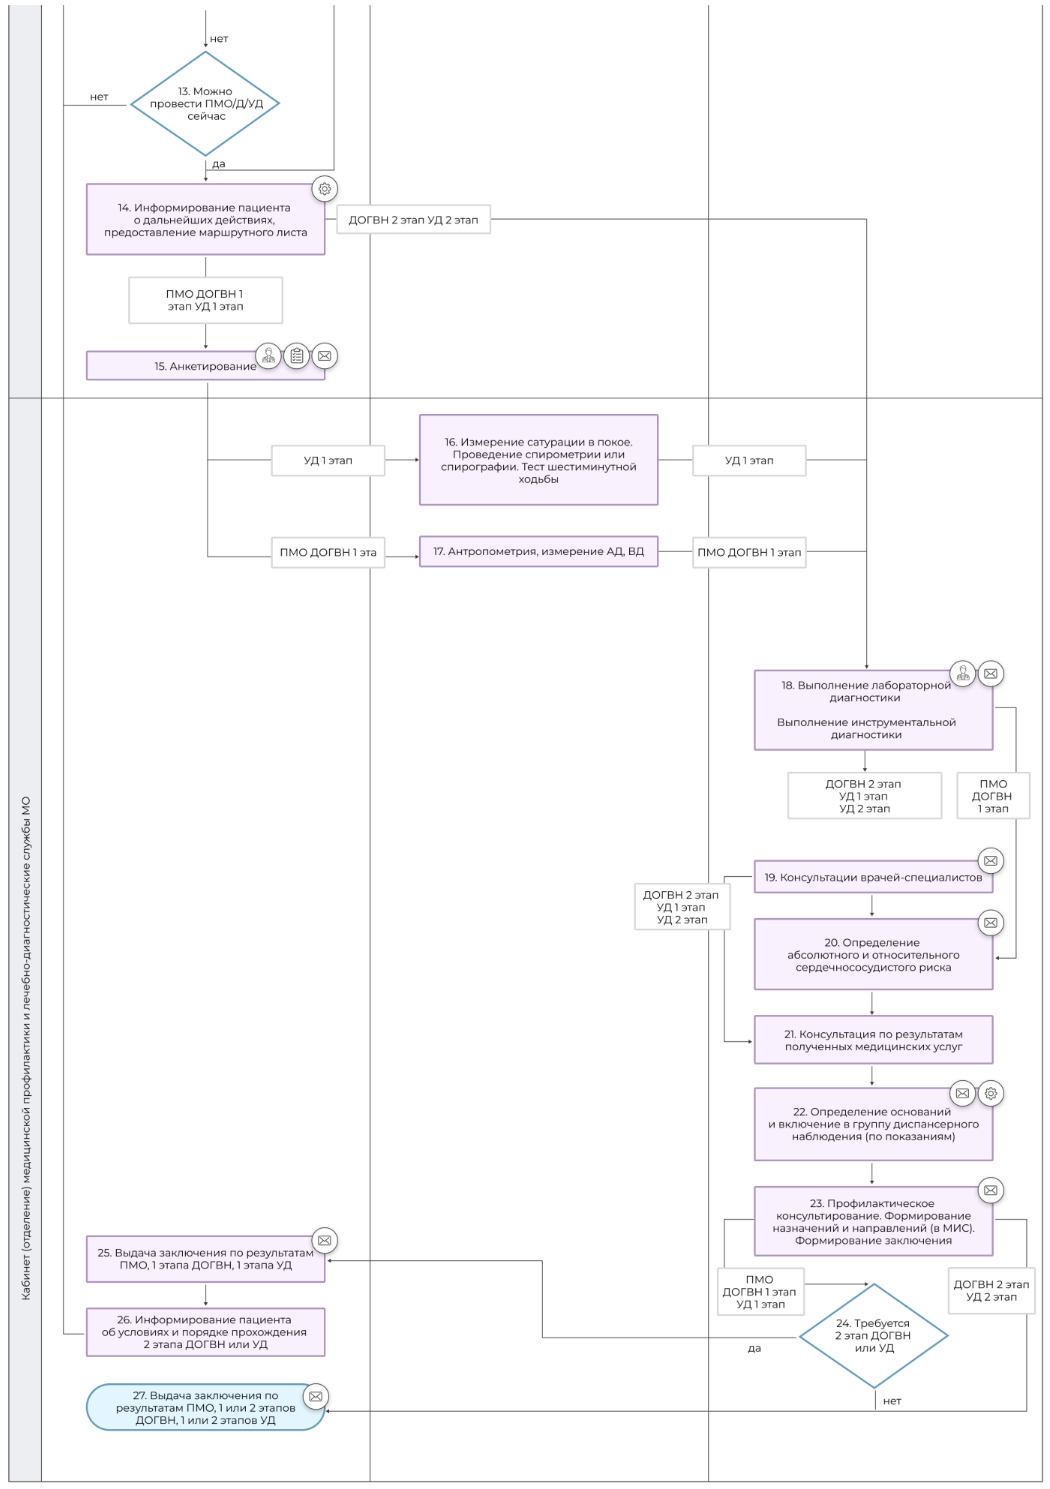 нет
13. Можно
провести ПМО/Д/УД
сейчас
нет
да
14. Информирование пациента
о дальнейших действиях,
предоставление маршрутного листа
ДОГВН 2 этап УД 2 этап
ПМО ДОГВН 1
этап УД 1 этап
15. Анкетирование
УД 1 этап
16. Измерение сатурации в покое.
Проведение спирометрии или
спирографии. Тест шестиминутной
ходьбы
УД 1 этап
ПМО ДОГВН 1 эта
17. Антропометрия, измерение АД, ВД
ПМО ДОГВН 1 этап
18. Выполнение лабораторной
диагностики
Выполнение инструментальной
диагностики
ДОГВН 2 этап
УД 1 этап
УД 2 этап
ПМО
ДОГВН
1 этап
19. Консультации врачей-специалистов
ДОГВН 2 этап
УД 1 этап
УД 2 этап
20. Определение
абсолютного и относительного
сердечнососудистого риска
21. Консультация по результатам
полученных медицинских услуг
22. Определение оснований
и включение в группу диспансерного
наблюдения (по показаниям)
23. Профилактическое
консультирование. Формирование
назначений и направлений (в МИС).
Формирование заключения
ПМО
ДОГВН 1 этап
УД 1 этап
ДОГВН 2 этап
УД 2 этап
24. Требуется
2 этап ДОГВН
или УД
да
нет
25. Выдача заключения по результатам
ПМО, 1 этапа ДОГВН, 1 этапа УД
26. Информирование пациента
об условиях и порядке прохождения
2 этапа ДОГВН или УД
27. Выдача заключения по
результатам ПМО, 1 или 2 этапов
ДОГВН, 1 или 2 этапов УД
Кабинет (отделение) медицинской профилактики и лечебно-диагностические службы МО